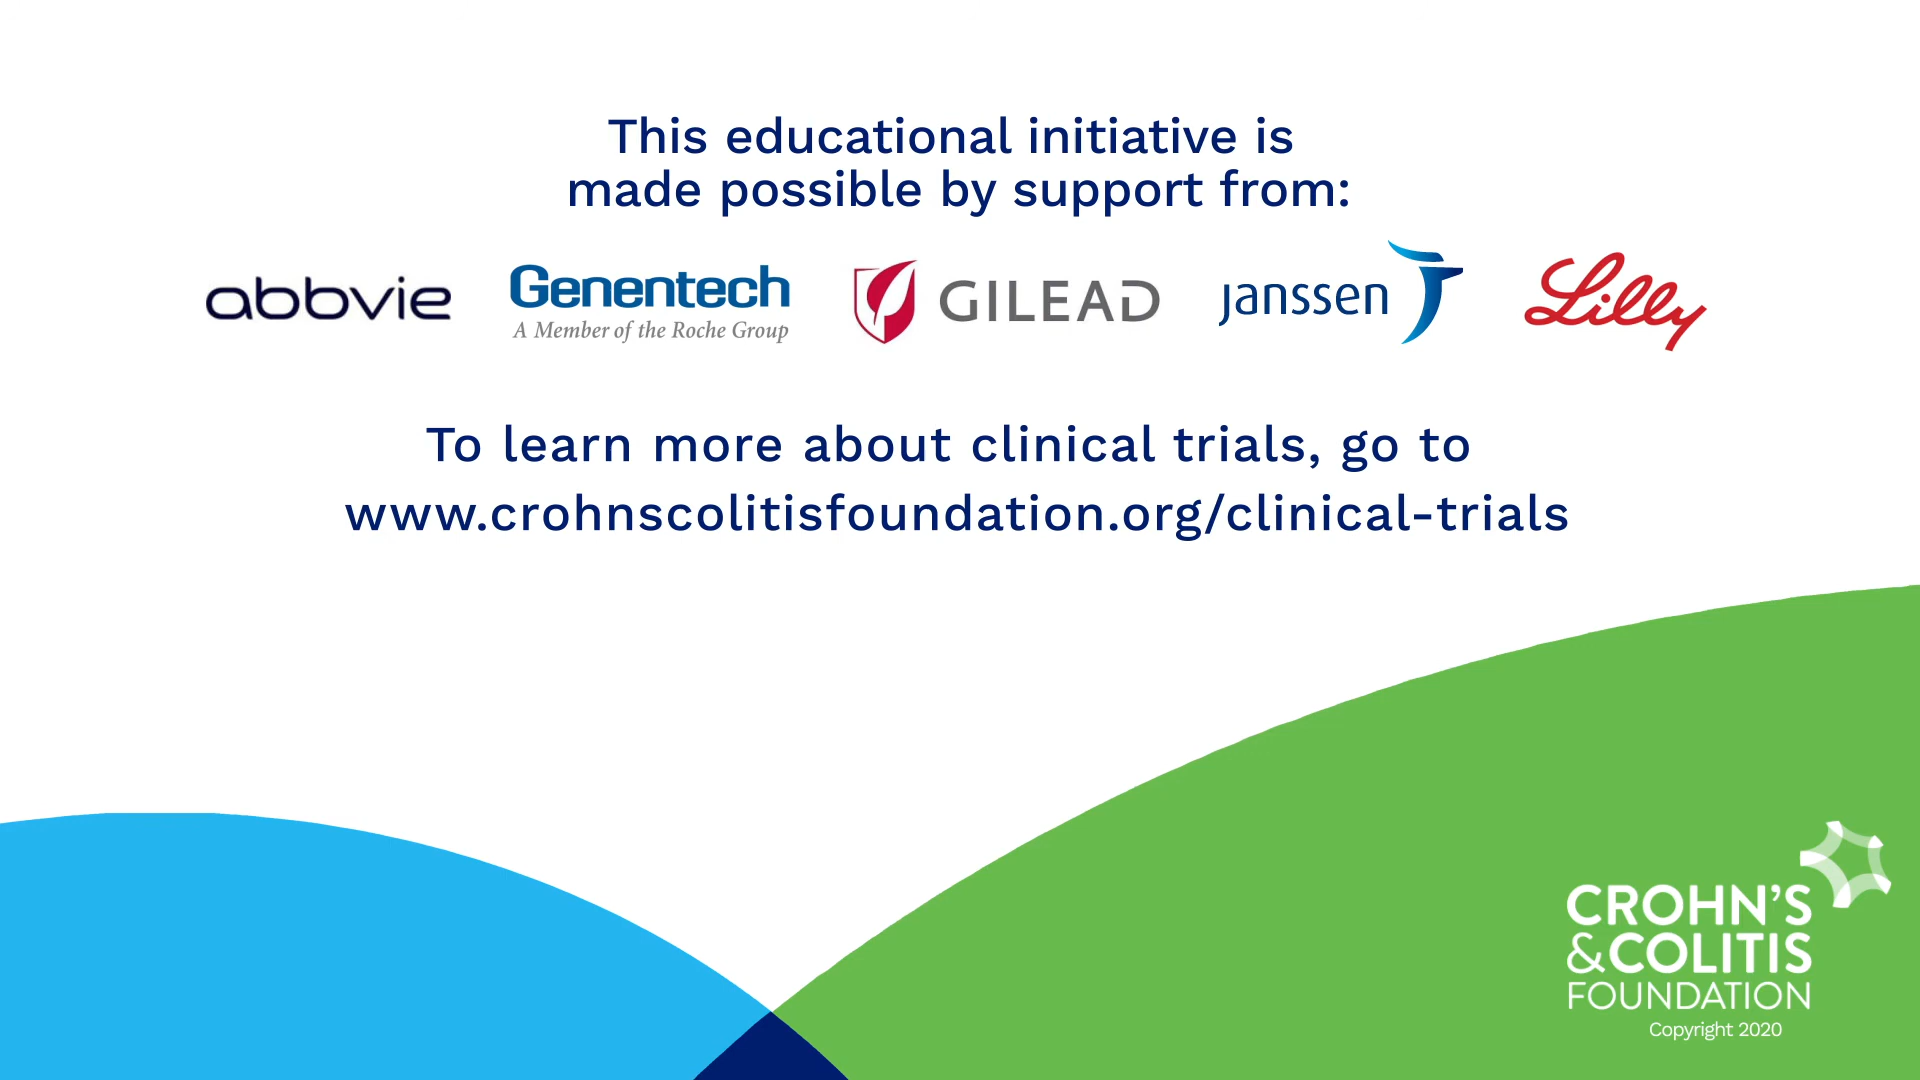 This educational initiative is
made possible by support from:
abbvie Genentech GILEAD janssen Lilly
A Member of the Roche Group
To learn more about clinical trials, go to
www.crohnscolitisfoundation.org/clinical-trials
CROHN'S
&COLITIS
FOUNDATION
Copyright 2020